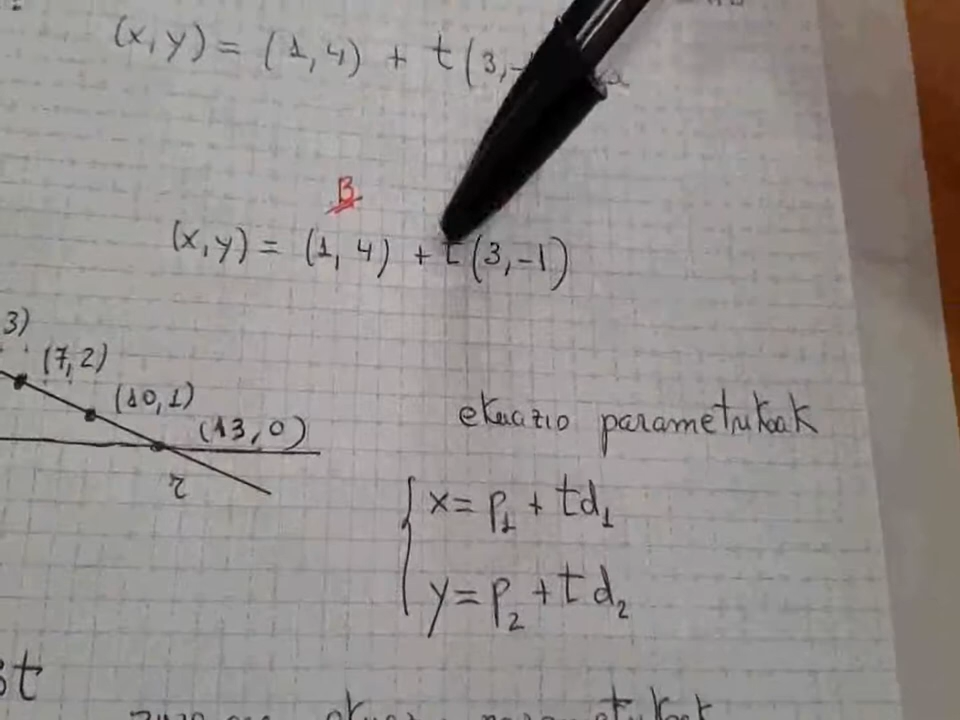 (x, y) = (1, 4) + t(3,-
B
(x, y) = (1, 4) + t(3,-1)
3)
(7, 2)
(10, 1)
(13, 0)
r
ekuazio parametrikoak
x = p₁ + td₁
y = p₂ + td₂